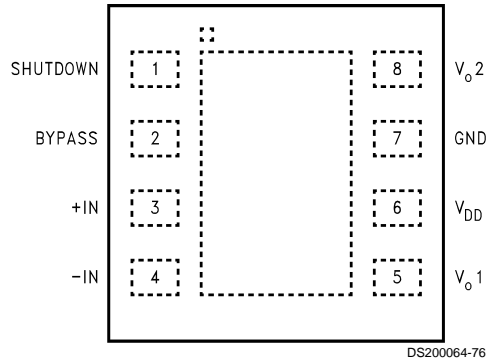 SHUTDOWN 1 8 Vo2
BYPASS 2 7 GND
+IN 3 6 VDD
-IN 4 5 Vo1
DS200064-76